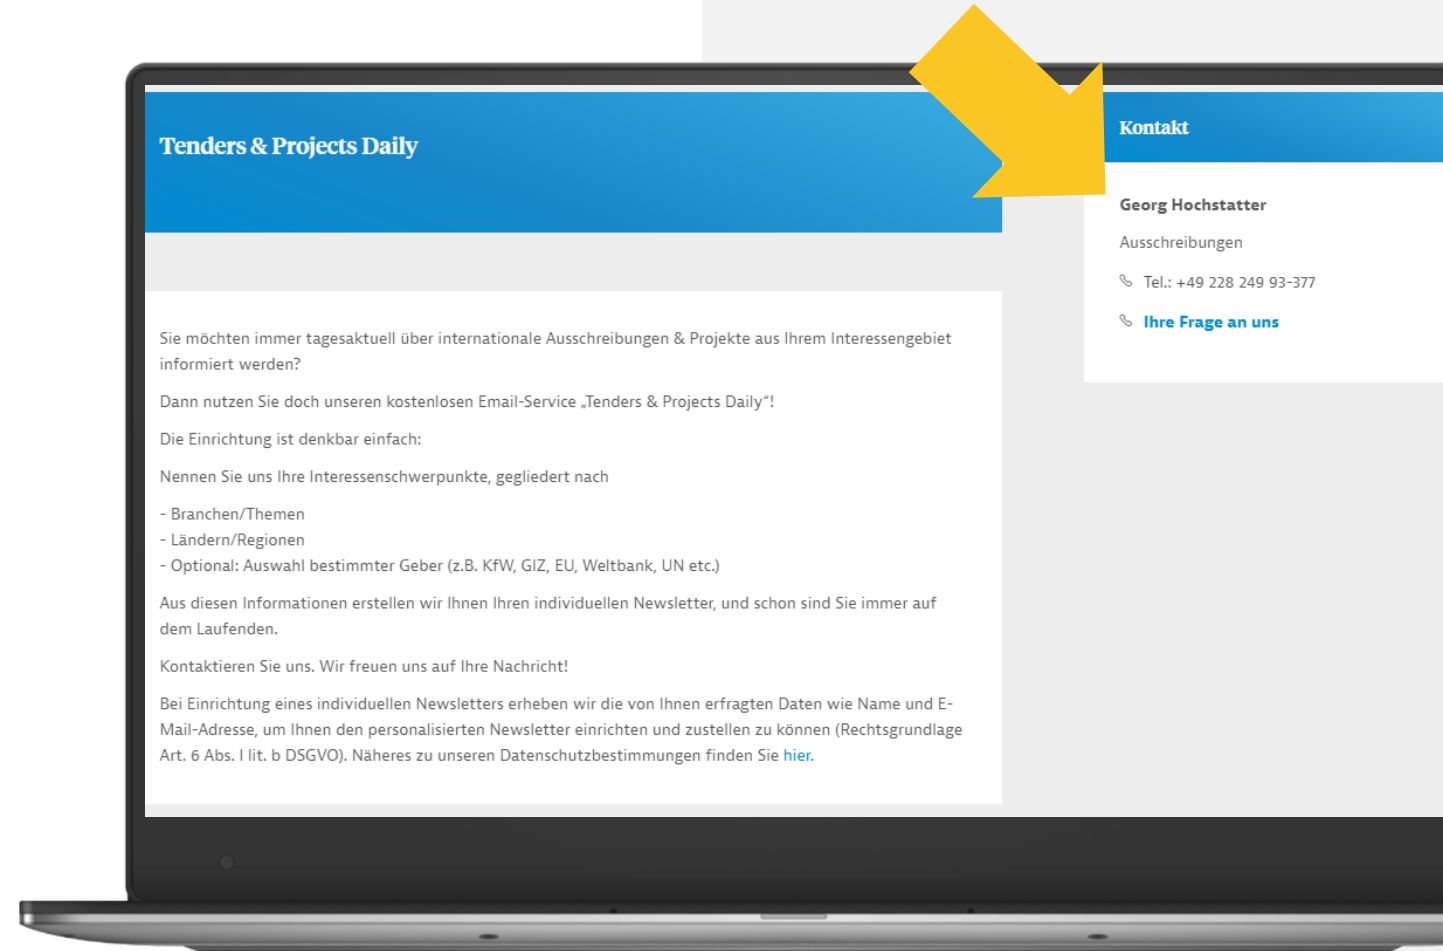 Tenders & Projects Daily
Sie möchten immer tagesaktuell über internationale Ausschreibungen & Projekte aus Ihrem Interessengebiet
informiert werden?
Dann nutzen Sie doch unseren kostenlosen Email-Service „Tenders & Projects Daily“!
Die Einrichtung ist denkbar einfach:
Nennen Sie uns Ihre Interessenschwerpunkte, gegliedert nach
- Branchen/Themen
- Ländern/Regionen
- Optional: Auswahl bestimmter Geber (z.B. KfW, GIZ, EU, Weltbank, UN etc.)
Aus diesen Informationen erstellen wir Ihnen Ihren individuellen Newsletter, und schon sind Sie immer auf
dem Laufenden.
Kontaktieren Sie uns. Wir freuen uns auf Ihre Nachricht!
Bei Einrichtung eines individuellen Newsletters erheben wir die von Ihnen erfragten Daten wie Name und E-
Mail-Adresse, um Ihnen den personalisierten Newsletter einrichten und zustellen zu können (Rechtsgrundlage
Art. 6 Abs. I lit. b DSGVO). Näheres zu unseren Datenschutzbestimmungen finden Sie hier.
Kontakt
Georg Hochstatter
Ausschreibungen
Tel.: +49 228 249 93-377
Ihre Frage an uns